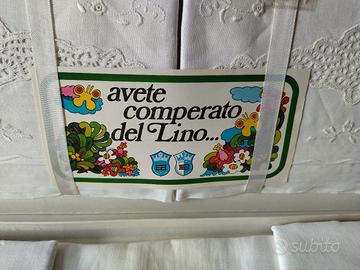 avete
comperato
del Lino...
subito